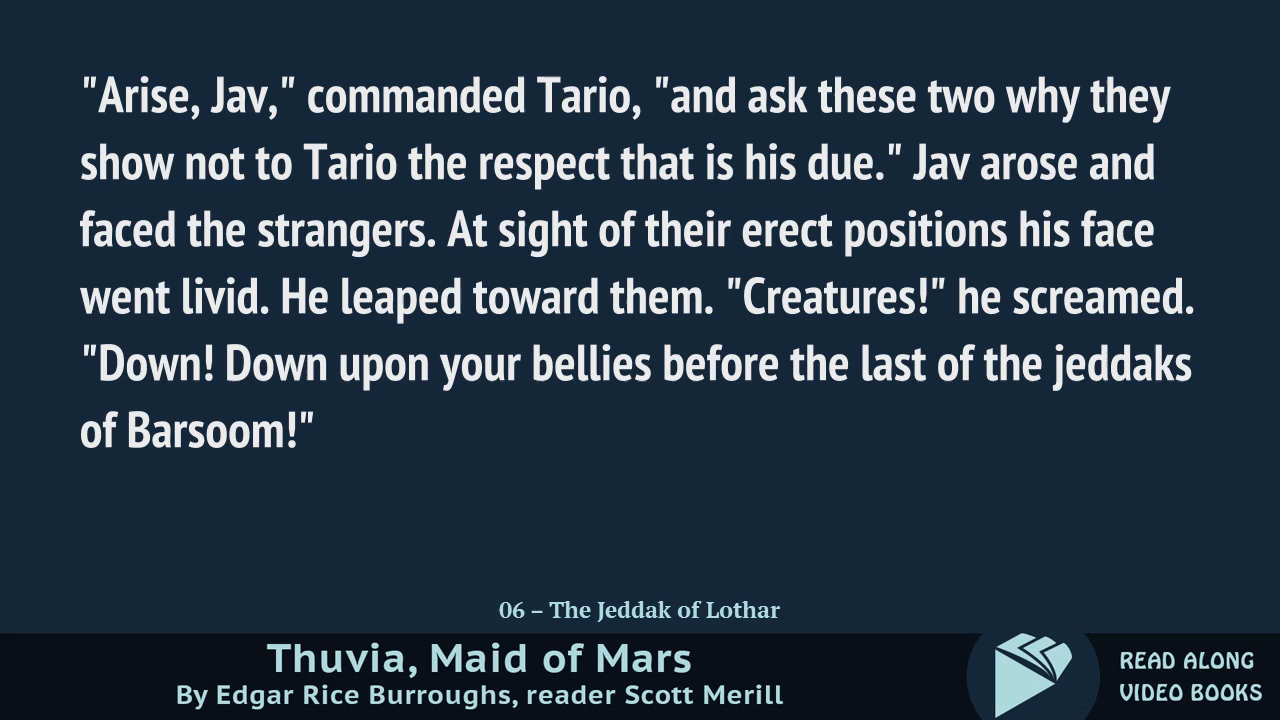 "Arise, Jav," commanded Tario, "and ask these two why they
show not to Tario the respect that is his due." Jav arose and
faced the strangers. At sight of their erect positions his face
went livid. He leaped toward them. "Creatures!" he screamed.
"Down! Down upon your bellies before the last of the jeddaks
of Barsoom!"
06 – The Jeddak of Lothar
Thuvia, Maid of Mars
By Edgar Rice Burroughs, reader Scott Merill
READ ALONG
VIDEO BOOKS